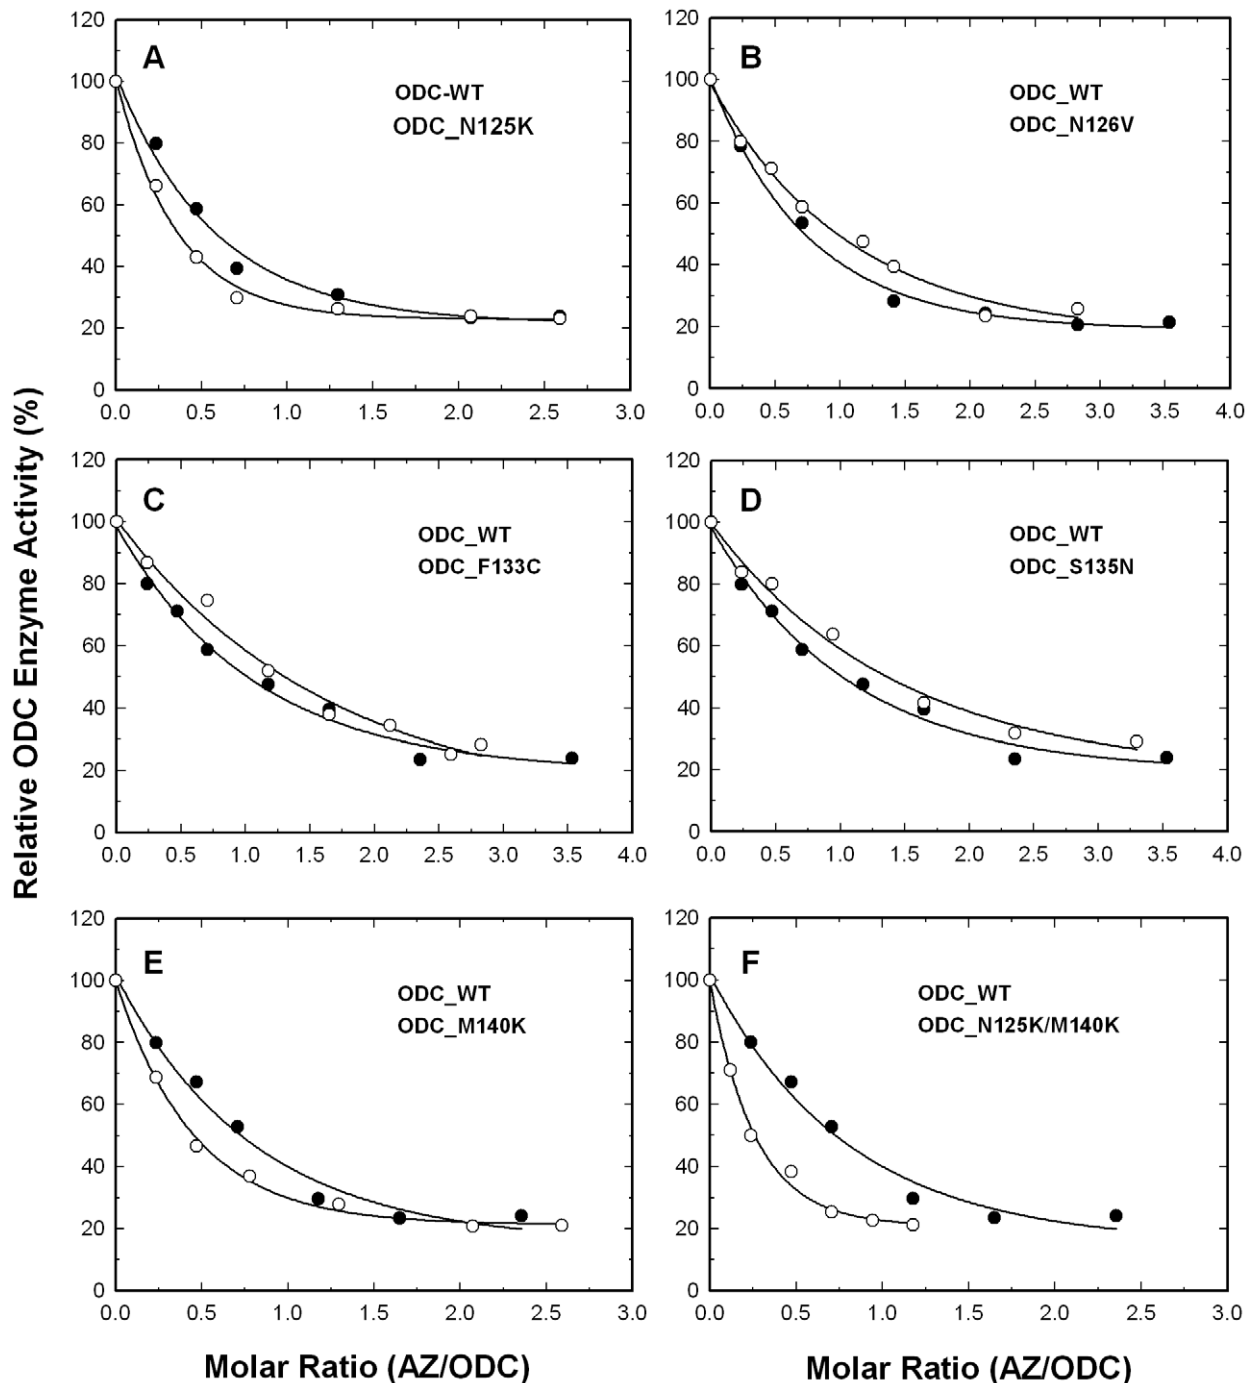 Relative ODC Enzyme Activity (%)
A
ODC-WT
ODC_N125K
120
100
80
60
40
20
0
0.0 0.5 1.0 1.5 2.0 2.5 3.0
B
ODC_WT
ODC_N126V
120
100
80
60
40
20
0
0.0 0.5 1.0 1.5 2.0 2.5 3.0 3.5 4.0
C
ODC_WT
ODC_F133C
120
100
80
60
40
20
0
0.0 0.5 1.0 1.5 2.0 2.5 3.0 3.5 4.0
D
ODC_WT
ODC_S135N
120
100
80
60
40
20
0
0.0 0.5 1.0 1.5 2.0 2.5 3.0 3.5 4.0
E
ODC_WT
ODC_M140K
120
100
80
60
40
20
0
0.0 0.5 1.0 1.5 2.0 2.5 3.0
F
ODC_WT
ODC_N125K/M140K
120
100
80
60
40
20
0
0.0 0.5 1.0 1.5 2.0 2.5 3.0
Molar Ratio (AZ/ODC)
Molar Ratio (AZ/ODC)